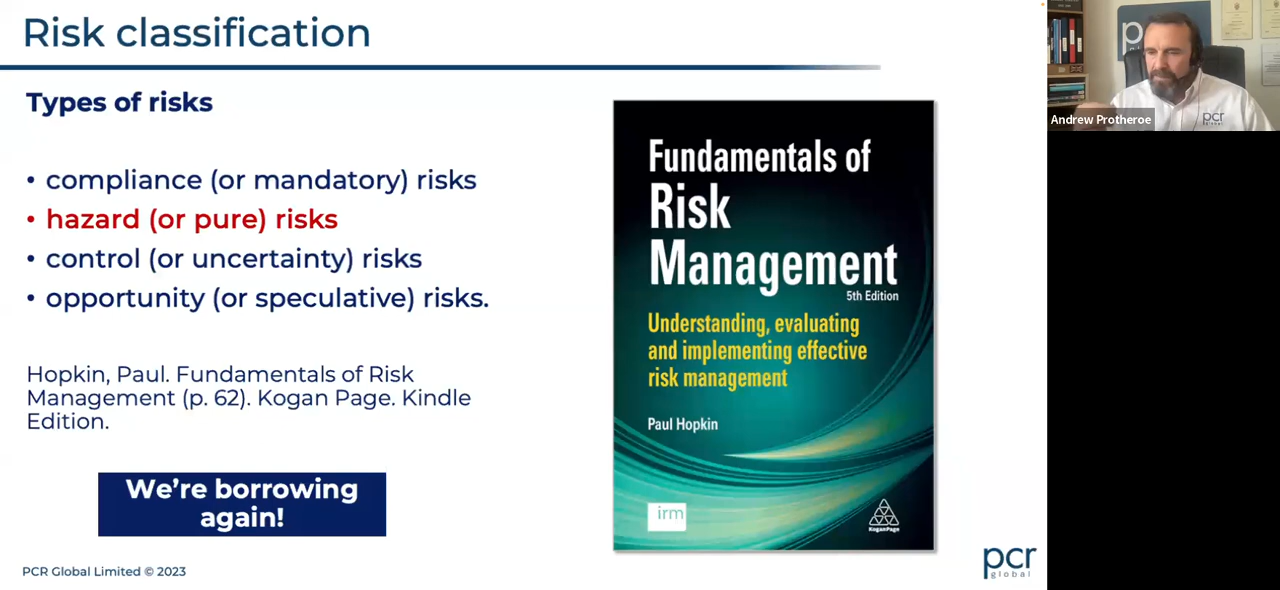 Risk classification
Types of risks
• compliance (or mandatory) risks
• hazard (or pure) risks
• control (or uncertainty) risks
• opportunity (or speculative) risks.
Hopkin, Paul. Fundamentals of Risk
Management (p. 62). Kogan Page. Kindle
Edition.
We're borrowing
again!
PCR Global Limited © 2023
Fundamentals of
Risk
Management
5th Edition
Understanding, evaluating
and implementing effective
risk management
Paul Hopkin
irm
KoganPage
pcr
global
pcr
Andrew Protheroe
pcr
global